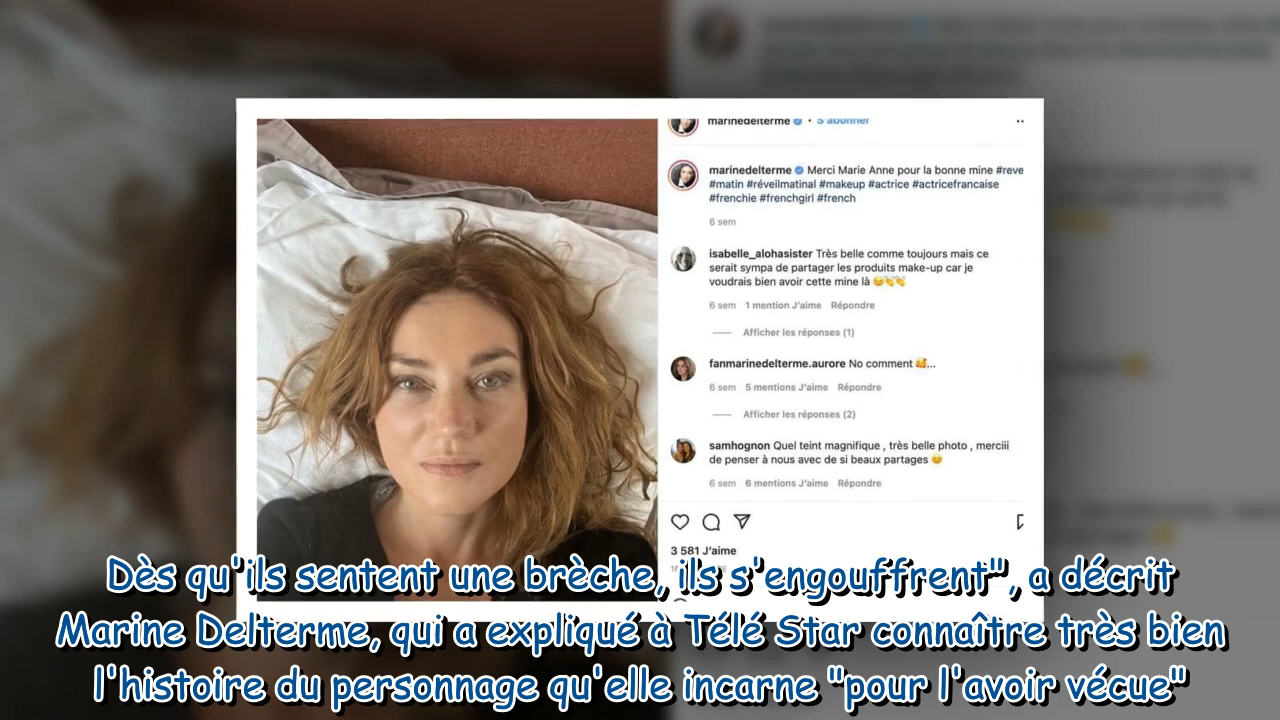 marinedelterme • S'abonner
marinedelterme Merci Marie Anne pour la bonne mine #reve
#matin #réveilmatinal #makeup #actrice #actricefrancaise
#frenchie #frenchgirl #french
6 sem
isabelle_alohasister Très belle comme toujours mais ce
serait sympa de partager les produits make-up car je
voudrais bien avoir cette mine là 😉👏👏
6 sem 1 mention J'aime Répondre
Afficher les réponses (1)
fanmarinedelterme.aurore No comment 🥰...
6 sem 5 mentions J'aime Répondre
Afficher les réponses (2)
samhognon Quel teint magnifique , très belle photo , merciii
de penser à nous avec de si beaux partages 😊
6 sem 6 mentions J'aime Répondre
3 581 J'aime
Dès qu'ils sentent une brèche, ils s'engouffrent", a décrit
Marine Delterme, qui a expliqué à Télé Star connaître très bien
l'histoire du personnage qu'elle incarne "pour l'avoir vécue"